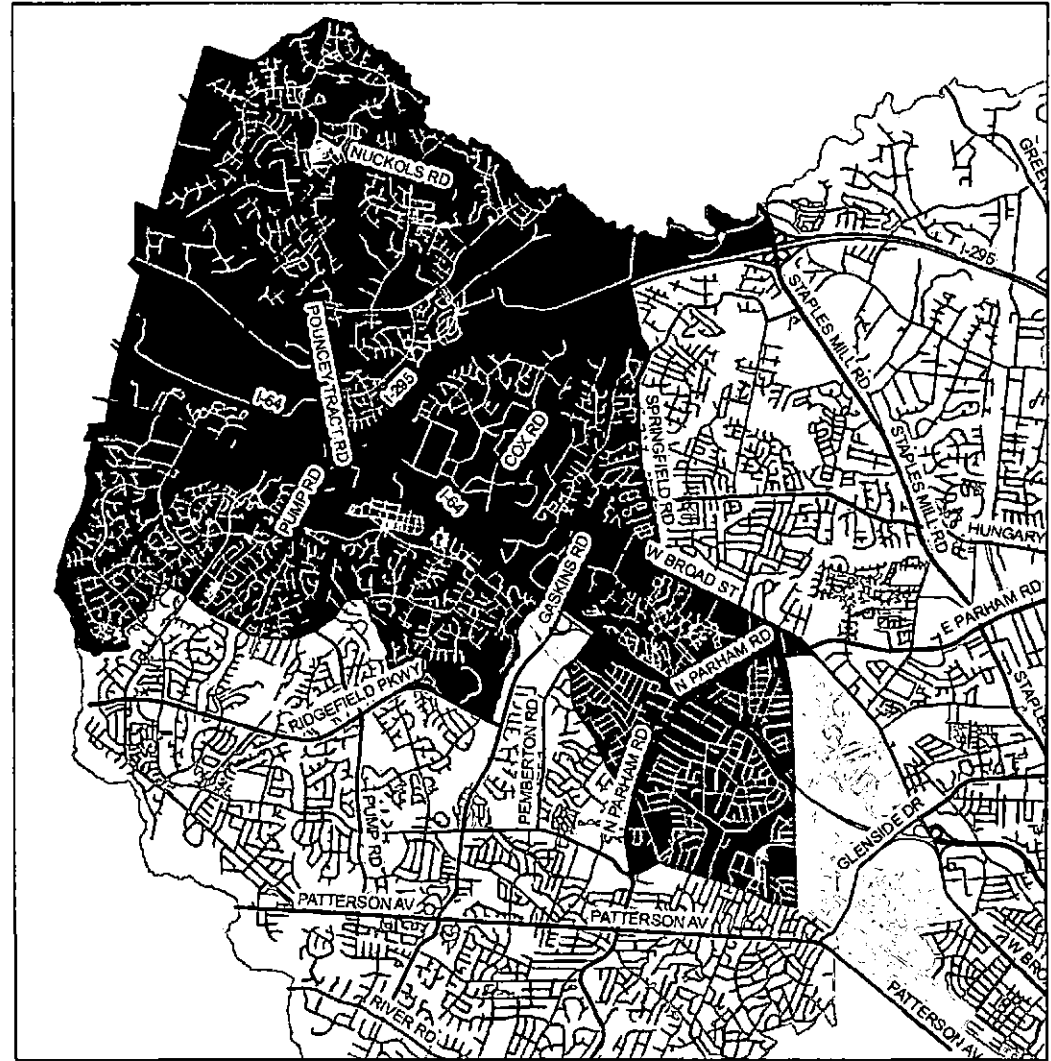 NUCKOLS RD
GREEN
I-295
STAPLES MILL RD
POUNCEY TRACT RD
I-295
I-64
COX RD
SPRINGFIELD RD
STAPLES MILL RD
PUMP RD
I-64
HUNGARY
GASKINS RD
W BROAD ST
E PARHAM RD
N PARHAM RD
RIDGEFIELD PKWY
PEMBERTON RD
N PARHAM RD
PUMP RD
GLENSIDE DR
PATTERSON AV
PATTERSON AV
W BRO
RIVER RD
PATTERSON AV